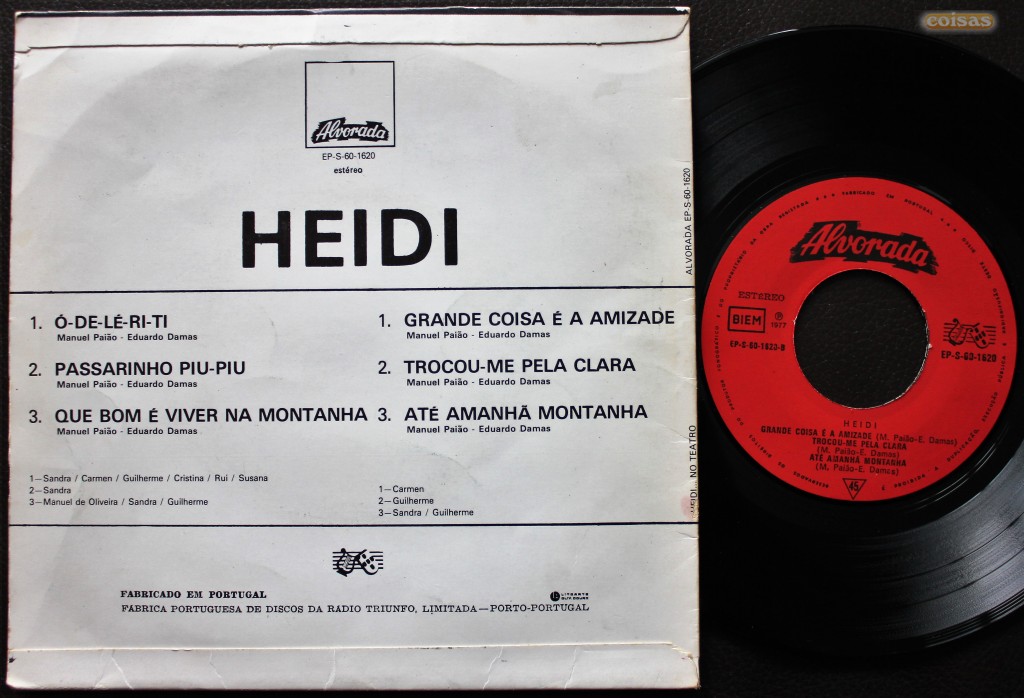 coisas
Alvorada
EP-S-60-1620
estéreo
HEIDI
1. Ó-DE-LÉ-RI-TI
Manuel Paião - Eduardo Damas
2. PASSARINHO PIU-PIU
Manuel Paião - Eduardo Damas
3. QUE BOM É VIVER NA MONTANHA
Manuel Paião - Eduardo Damas
1. GRANDE COISA É A AMIZADE
Manuel Paião - Eduardo Damas
2. TROCOU-ME PELA CLARA
Manuel Paião - Eduardo Damas
3. ATÉ AMANHÃ MONTANHA
Manuel Paião - Eduardo Damas
1—Sandra / Carmen / Guilherme / Cristina / Rui / Susana
2—Sandra
3—Manuel de Oliveira / Sandra / Guilherme
1—Carmen
2—Guilherme
3—Sandra / Guilherme
FABRICADO EM PORTUGAL
FABRICA PORTUGUESA DE DISCOS DA RADIO TRIUNFO, LIMITADA—PORTO-PORTUGAL
ALVORADA EP-S-60-1620
HEIDI... NO TEATRO
Alvorada
FABRICADO EM PORTUGAL
ESTÉREO
BIEM
℗ 1977
EP-S-60-1620-B
EP-S-60-1620
HEIDI
GRANDE COISA É A AMIZADE (M. Paião-E. Damas)
TROCOU-ME PELA CLARA
(M. Paião-E. Damas)
ATÉ AMANHÃ MONTANHA
(M. Paião-E. Damas)
45